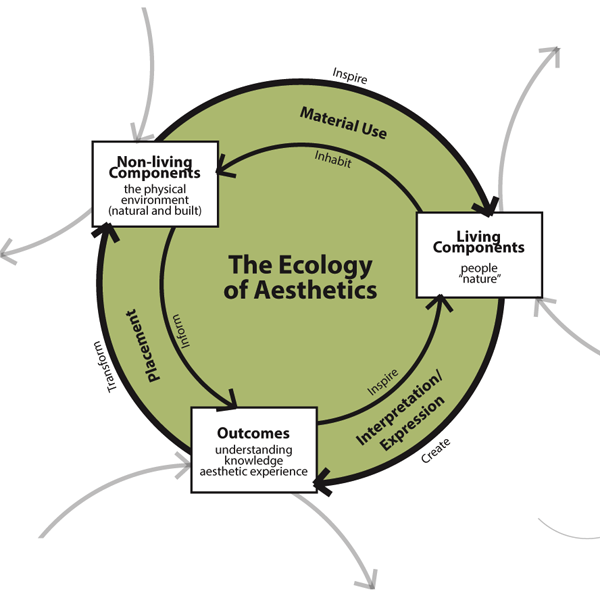 Inspire
Material Use
Inhabit
Non-living
Components
the physical
environment
(natural and built)
Living
Components
people
“nature”
The Ecology
of Aesthetics
Placement
Inform
Transform
Inspire
Interpretation/
Expression
Create
Outcomes
understanding
knowledge
aesthetic experience